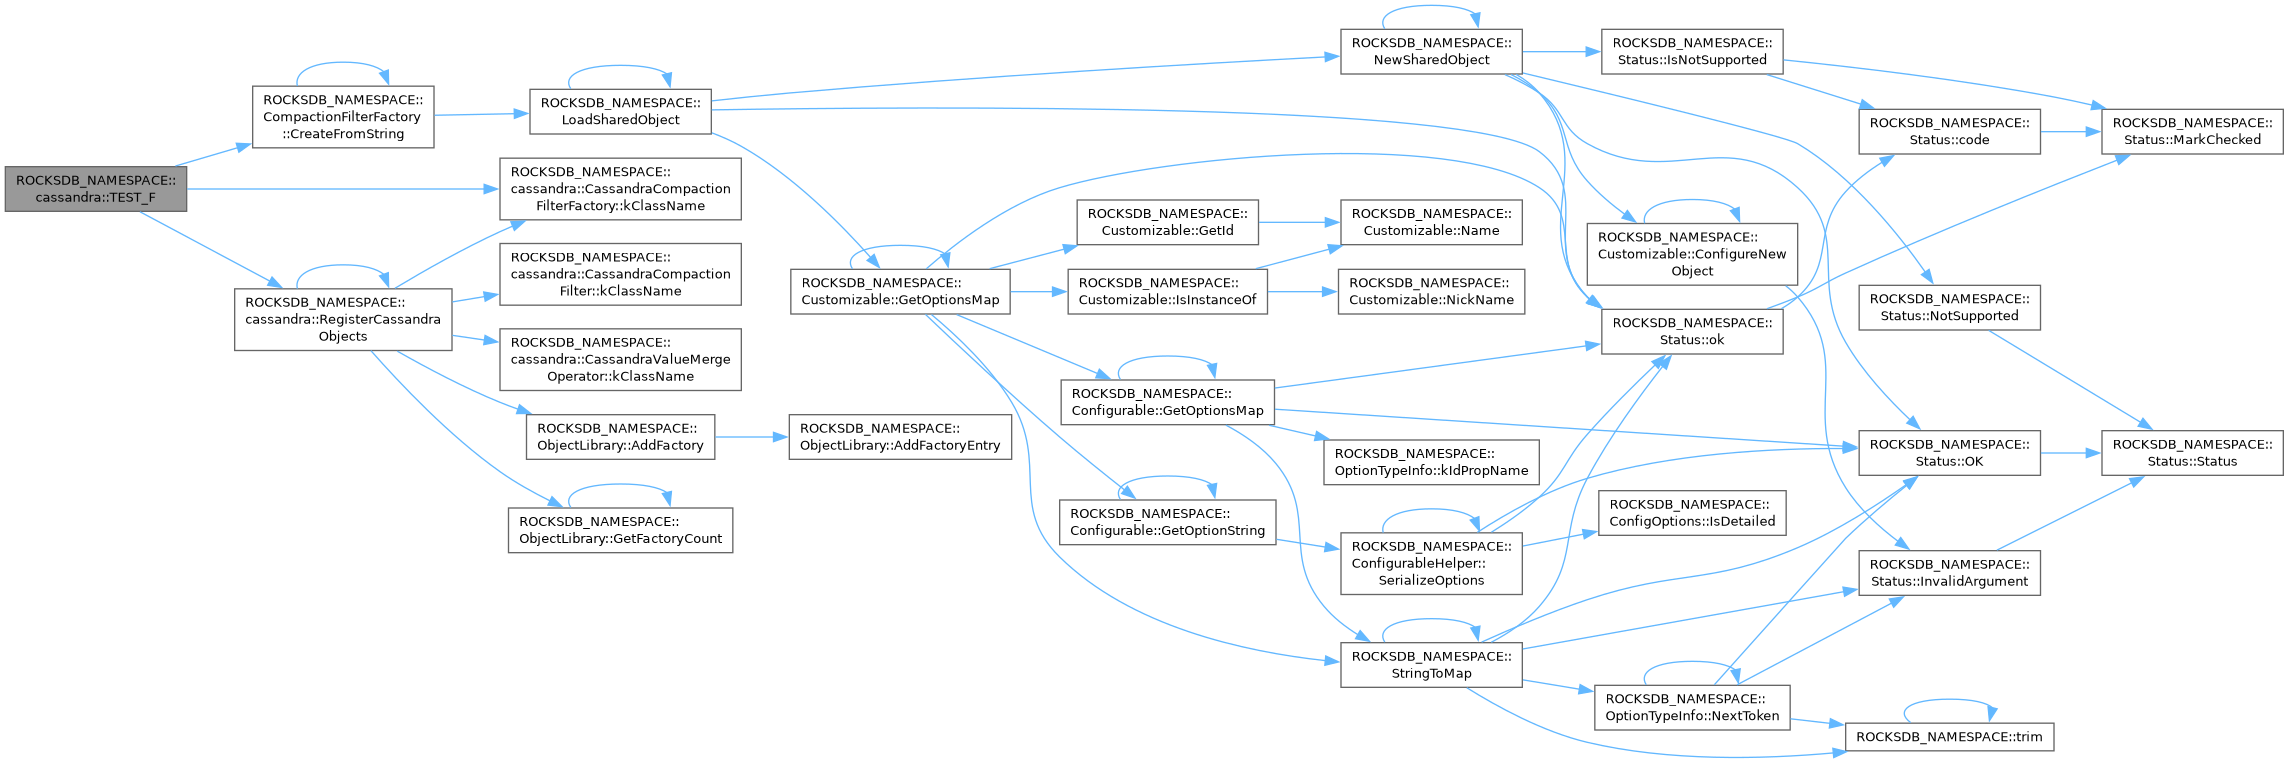 ROCKSDB_NAMESPACE::
cassandra::TEST_F
ROCKSDB_NAMESPACE::
CompactionFilterFactory
::CreateFromString
ROCKSDB_NAMESPACE::
cassandra::RegisterCassandra
Objects
ROCKSDB_NAMESPACE::
LoadSharedObject
ROCKSDB_NAMESPACE::
cassandra::CassandraCompaction
FilterFactory::kClassName
ROCKSDB_NAMESPACE::
cassandra::CassandraCompaction
Filter::kClassName
ROCKSDB_NAMESPACE::
cassandra::CassandraValueMerge
Operator::kClassName
ROCKSDB_NAMESPACE::
ObjectLibrary::AddFactory
ROCKSDB_NAMESPACE::
ObjectLibrary::GetFactoryCount
ROCKSDB_NAMESPACE::
Customizable::GetOptionsMap
ROCKSDB_NAMESPACE::
ObjectLibrary::AddFactoryEntry
ROCKSDB_NAMESPACE::
Customizable::GetId
ROCKSDB_NAMESPACE::
Customizable::IsInstanceOf
ROCKSDB_NAMESPACE::
Configurable::GetOptionsMap
ROCKSDB_NAMESPACE::
Configurable::GetOptionString
ROCKSDB_NAMESPACE::
NewSharedObject
ROCKSDB_NAMESPACE::
Customizable::Name
ROCKSDB_NAMESPACE::
Customizable::NickName
ROCKSDB_NAMESPACE::
OptionTypeInfo::kIdPropName
ROCKSDB_NAMESPACE::
ConfigurableHelper::
SerializeOptions
ROCKSDB_NAMESPACE::
StringToMap
ROCKSDB_NAMESPACE::
Status::IsNotSupported
ROCKSDB_NAMESPACE::
Customizable::ConfigureNew
Object
ROCKSDB_NAMESPACE::
Status::ok
ROCKSDB_NAMESPACE::
ConfigOptions::IsDetailed
ROCKSDB_NAMESPACE::
OptionTypeInfo::NextToken
ROCKSDB_NAMESPACE::
Status::code
ROCKSDB_NAMESPACE::
Status::NotSupported
ROCKSDB_NAMESPACE::
Status::OK
ROCKSDB_NAMESPACE::
Status::InvalidArgument
ROCKSDB_NAMESPACE::trim
ROCKSDB_NAMESPACE::
Status::MarkChecked
ROCKSDB_NAMESPACE::
Status::Status